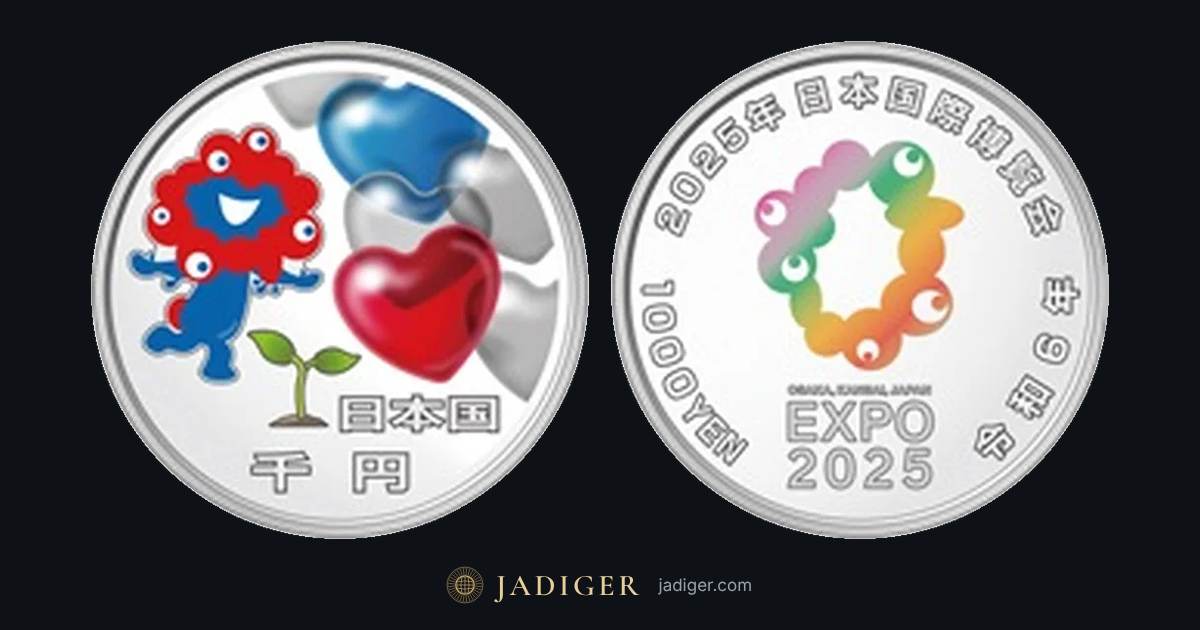 日本国
千円
2025年 日本国際博覧会
1000YEN
令和6年
OSAKA, KANSAI, JAPAN
EXPO
2025
JADIGER jadiger.com